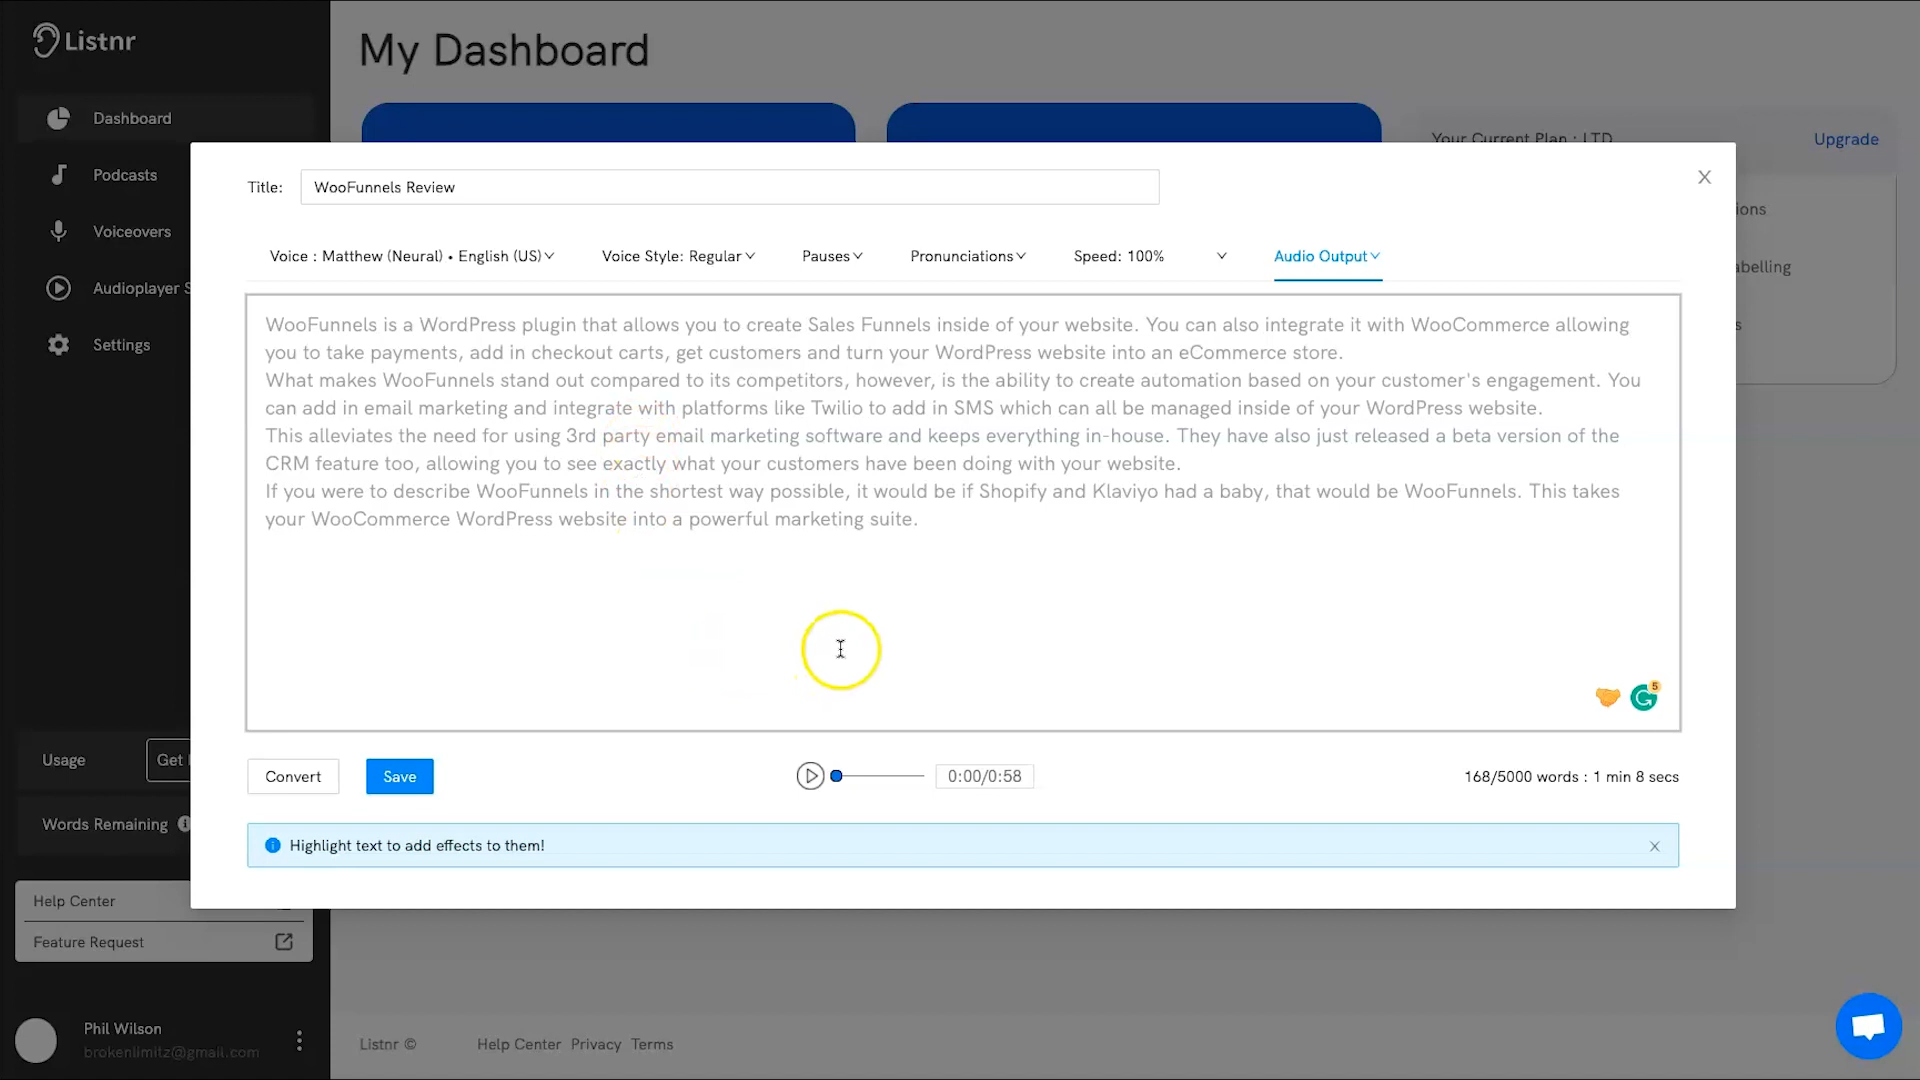 Listnr
My Dashboard
Dashboard
Podcasts
Voiceovers
Audioplayer S
Settings
Your Current Plan : LTD
Upgrade
ions
abelling
s
Title:
WooFunnels Review
Voice : Matthew (Neural) • English (US)
Voice Style: Regular
Pauses
Pronunciations
Speed: 100%
Audio Output
WooFunnels is a WordPress plugin that allows you to create Sales Funnels inside of your website. You can also integrate it with WooCommerce allowing
you to take payments, add in checkout carts, get customers and turn your WordPress website into an eCommerce store.
What makes WooFunnels stand out compared to its competitors, however, is the ability to create automation based on your customer's engagement. You
can add in email marketing and integrate with platforms like Twilio to add in SMS which can all be managed inside of your WordPress website.
This alleviates the need for using 3rd party email marketing software and keeps everything in-house. They have also just released a beta version of the
CRM feature too, allowing you to see exactly what your customers have been doing with your website.
If you were to describe WooFunnels in the shortest way possible, it would be if Shopify and Klaviyo had a baby, that would be WooFunnels. This takes
your WooCommerce WordPress website into a powerful marketing suite.
5
Convert
Save
0:00/0:58
168/5000 words : 1 min 8 secs
Highlight text to add effects to them!
Usage
Get
Words Remaining
Help Center
Feature Request
Phil Wilson
brokenlimitz@gmail.com
Listnr ©
Help Center
Privacy
Terms